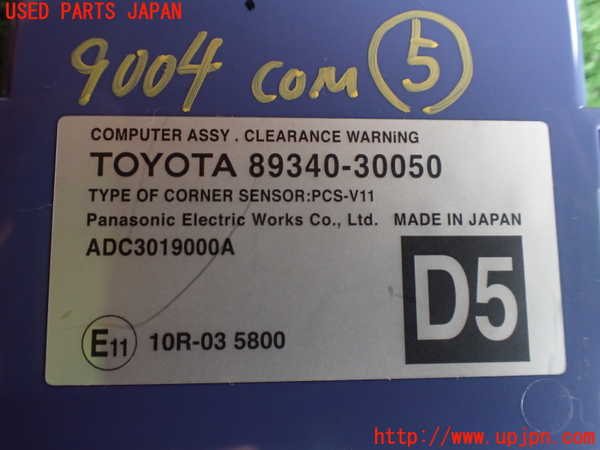 USED PARTS JAPAN
9004 COM 5
COMPUTER ASSY . CLEARANCE WARNiNG
TOYOTA 89340-30050
TYPE OF CORNER SENSOR:PCS-V11
Panasonic Electric Works Co., Ltd. MADE IN JAPAN
ADC3019000A
D5
E11 10R-03 5800
http://www.upjpn.com/